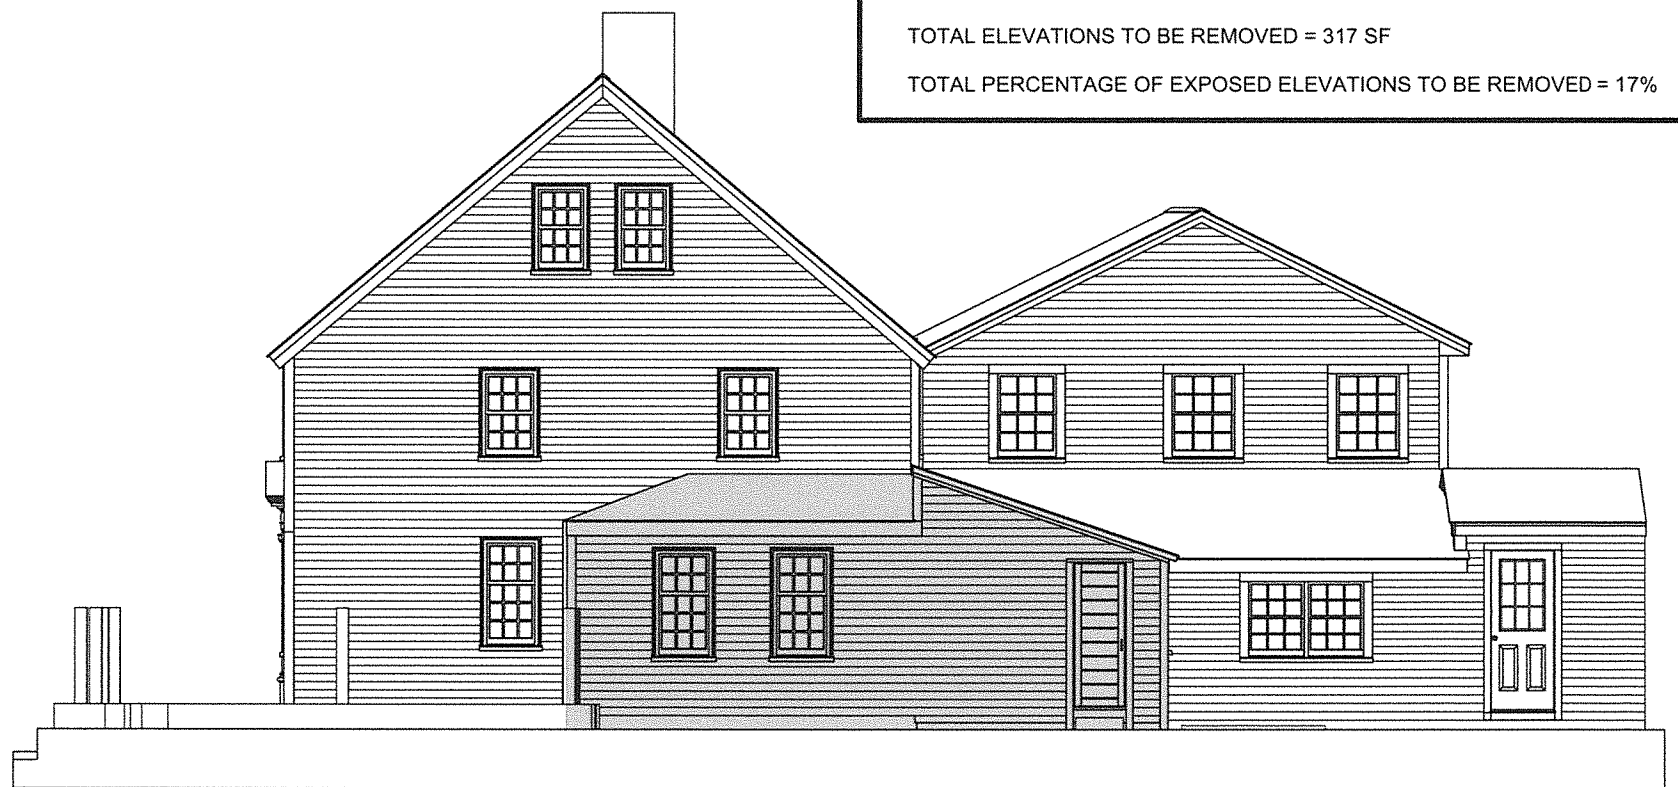 TOTAL ELEVATIONS TO BE REMOVED = 317 SF
TOTAL PERCENTAGE OF EXPOSED ELEVATIONS TO BE REMOVED = 17%